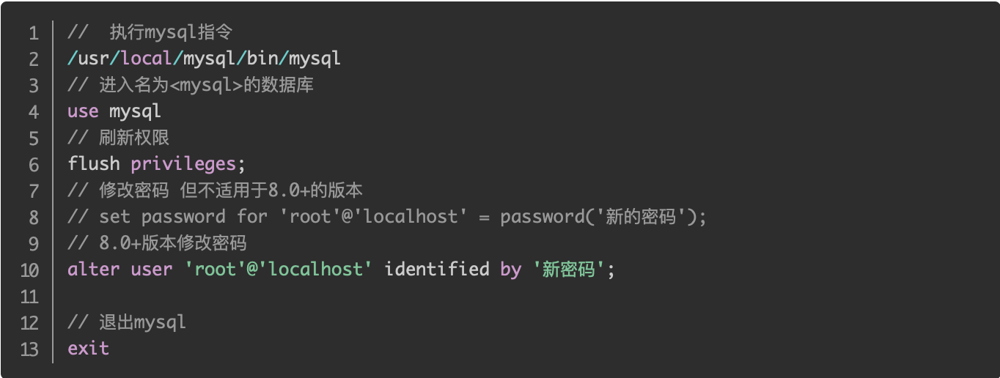 1 //  执行mysql指令
2 /usr/local/mysql/bin/mysql
3 // 进入名为<mysql>的数据库
4 use mysql
5 // 刷新权限
6 flush privileges;
7 // 修改密码 但不适用于8.0+的版本
8 // set password for 'root'@'localhost' = password('新的密码');
9 // 8.0+版本修改密码
10 alter user 'root'@'localhost' identified by '新密码';
11
12 // 退出mysql
13 exit